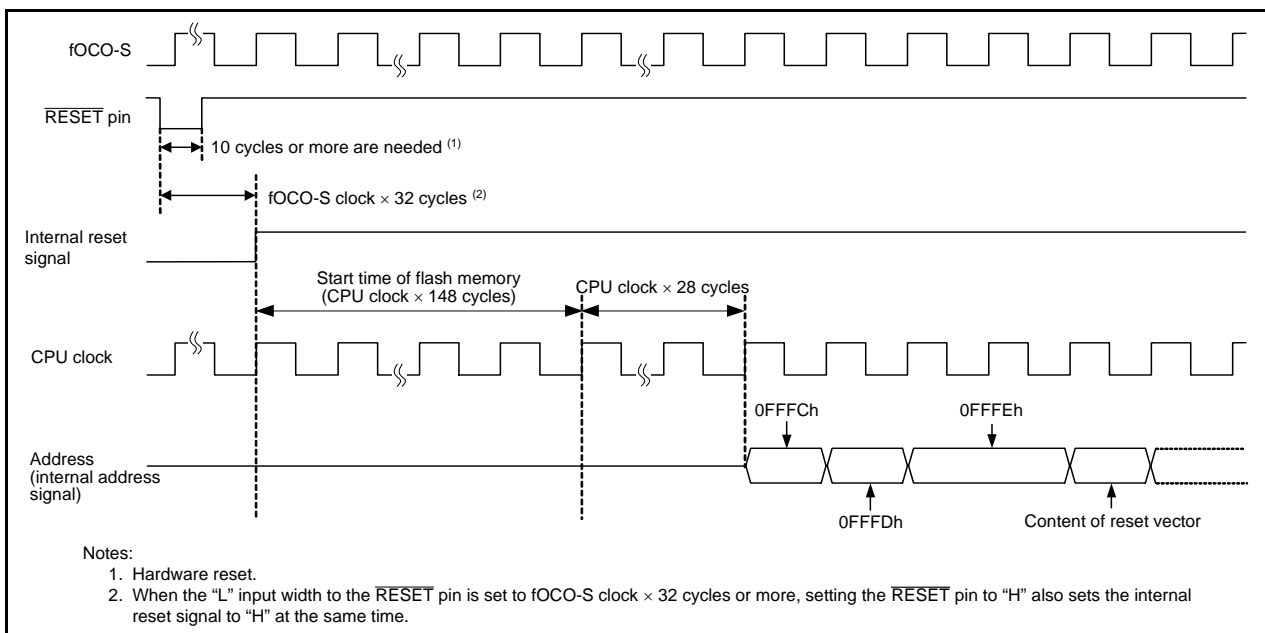 fOCO-S
RESET pin
10 cycles or more are needed (1)
fOCO-S clock × 32 cycles (2)
Internal reset
signal
Start time of flash memory
(CPU clock × 148 cycles)
CPU clock × 28 cycles
CPU clock
0FFFCh
0FFFEh
Address
(internal address
signal)
0FFFDh
Content of reset vector
Notes:
1. Hardware reset.
2. When the “L” input width to the RESET pin is set to fOCO-S clock × 32 cycles or more, setting the RESET pin to “H” also sets the internal
reset signal to “H” at the same time.